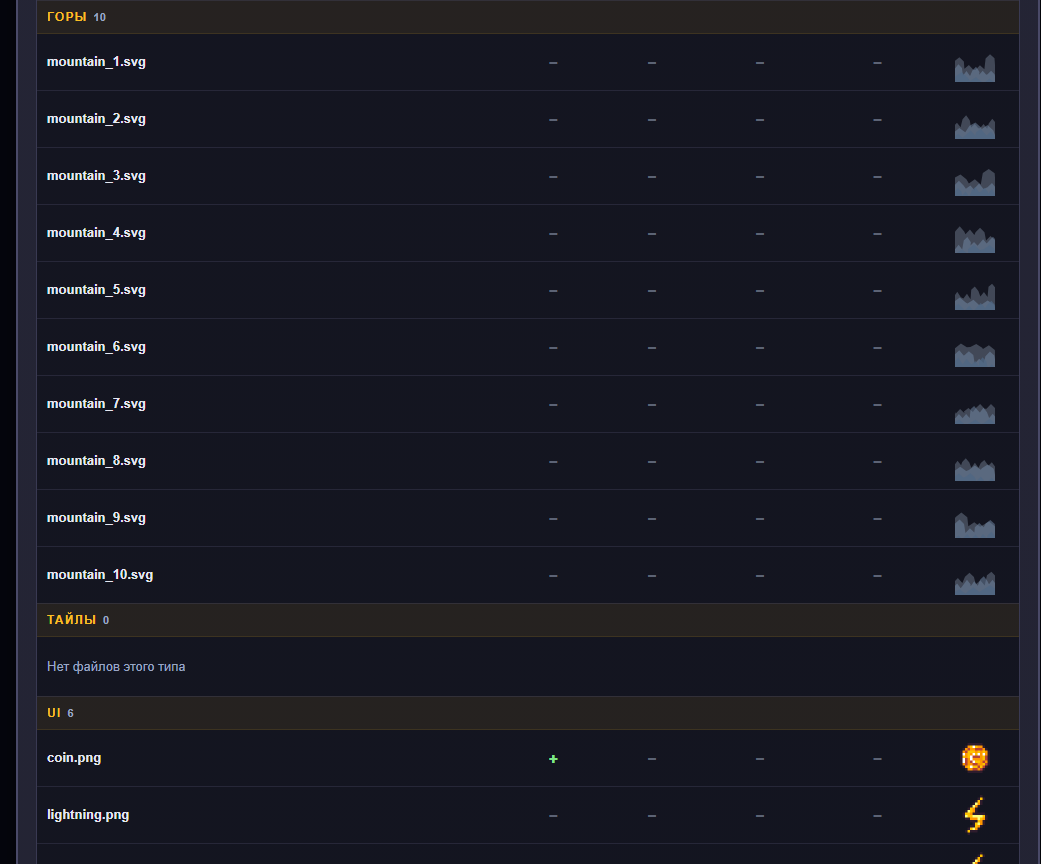 ГОРЫ 10
mountain_1.svg – – – –
mountain_2.svg – – – –
mountain_3.svg – – – –
mountain_4.svg – – – –
mountain_5.svg – – – –
mountain_6.svg – – – –
mountain_7.svg – – – –
mountain_8.svg – – – –
mountain_9.svg – – – –
mountain_10.svg – – – –
ТАЙЛЫ 0
Нет файлов этого типа
UI 6
coin.png + – – –
lightning.png – – – –